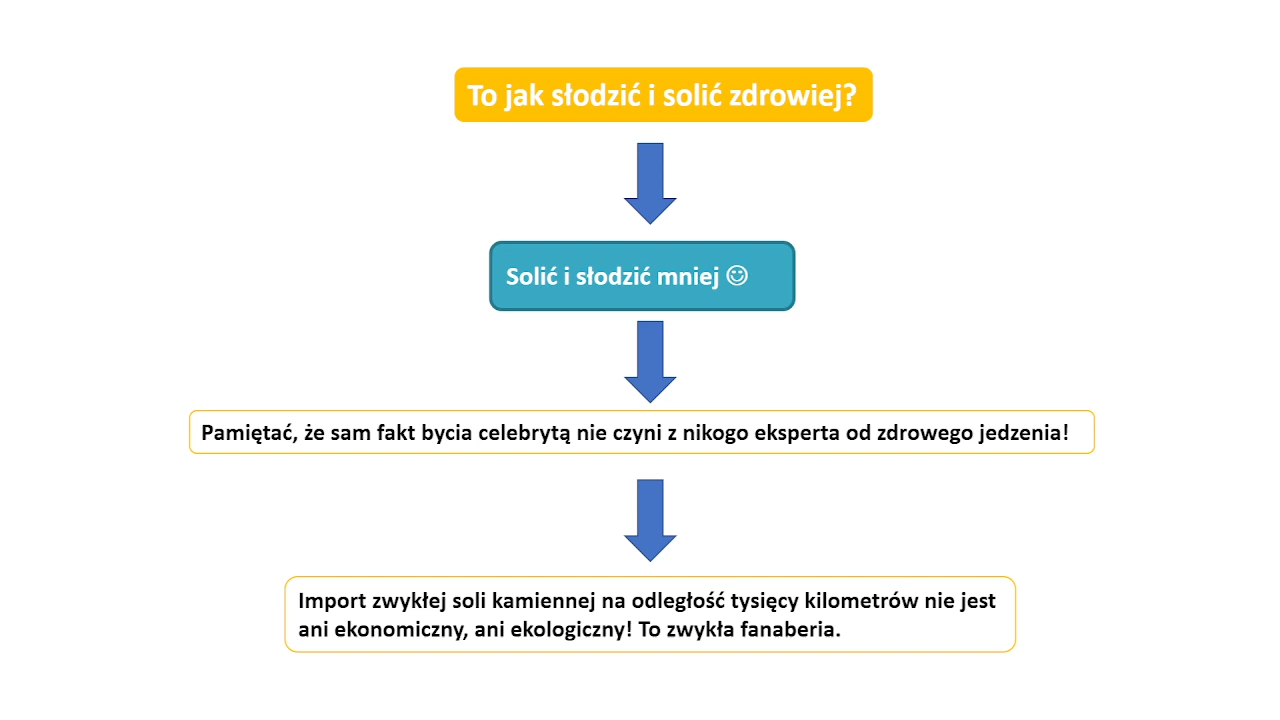 To jak słodzić i solić zdrowiej?
Solić i słodzić mniej 😊
Pamiętać, że sam fakt bycia celebrytą nie czyni z nikogo eksperta od zdrowego jedzenia!
Import zwykłej soli kamiennej na odległość tysięcy kilometrów nie jest
ani ekonomiczny, ani ekologiczny! To zwykła fanaberia.